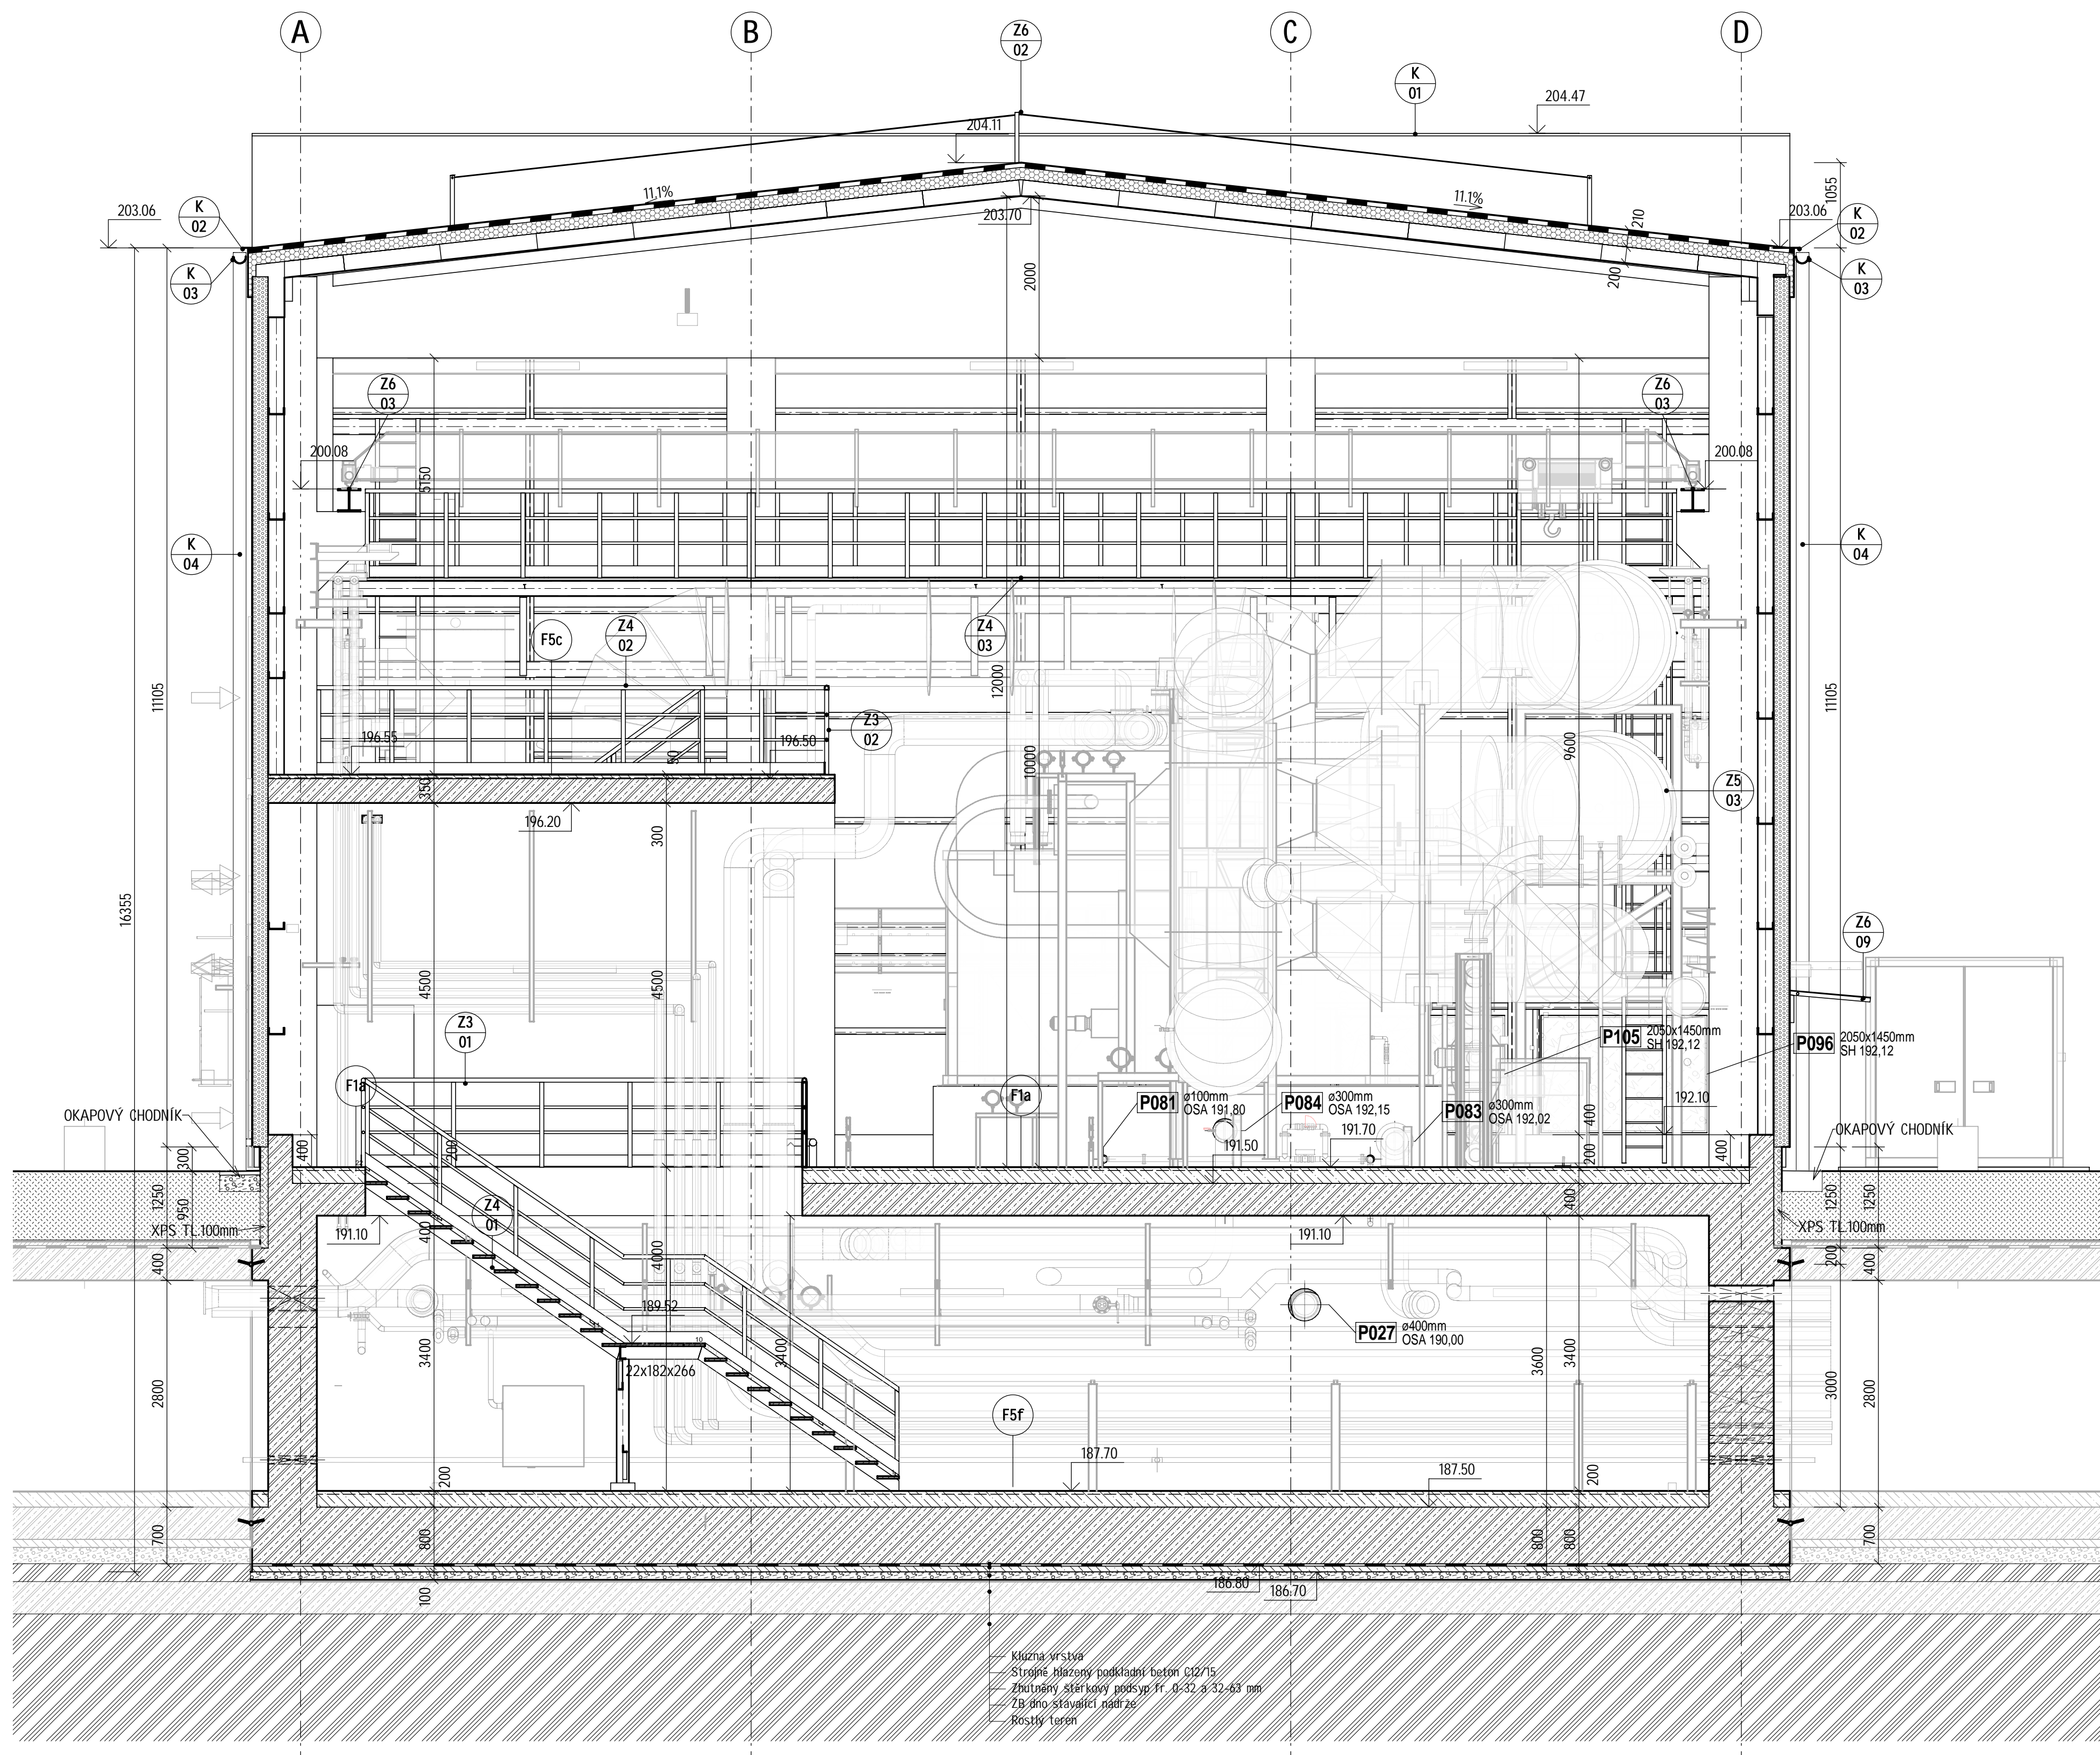 A
B
C
D
Z6
02
K
01
204.47
204.11
11.1%
11.1%
1055
203.06
K
02
203.70
210
203.06
K
02
K
03
2000
200
K
03
Z6
03
Z6
03
200.08
5150
200.08
K
04
K
04
F5c
Z4
02
Z4
03
12000
11105
11105
Z3
02
196.55
50
196.50
10000
9600
350
Z5
03
196.20
300
16355
Z6
09
4500
4500
Z3
01
P105
2050x1450mm
SH 192,12
P096
2050x1450mm
SH 192,12
F1a
F1a
P081
ø100mm
OSA 191,80
P084
ø300mm
OSA 192,15
P083
ø300mm
OSA 192,02
192.10
OKAPOVÝ CHODNÍK
400
OKAPOVÝ CHODNÍK
191.70
191.50
400
200
200
400
300
1250
950
Z4
01
400
1250
1250
XPS TL.100mm
191.10
400
191.10
XPS TL.100mm
400
4000
200
400
189.52
11
10
P027
ø400mm
OSA 190,00
3400
3400
3600
3400
22x182x266
2800
3000
2800
F5f
187.70
187.50
200
200
700
800
800
800
700
100
186.80
186.70
Kluzná vrstva
Strojně hlazený podkladní beton C12/15
Zhutněný štěrkový podsyp fr. 0-32 a 32-63 mm
ŽB dno stávající nádrže
Rostlý terén